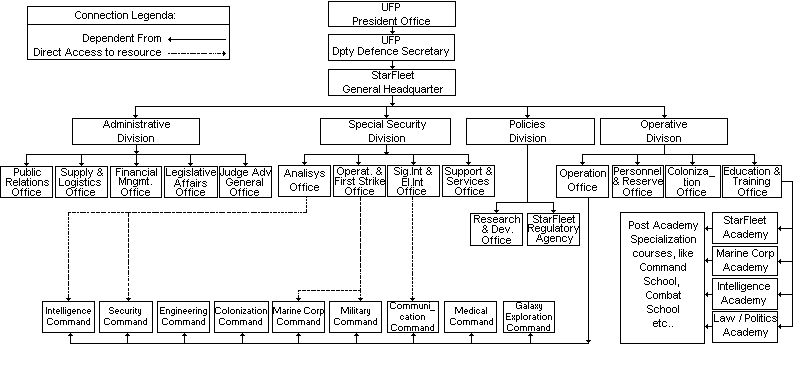 Connection Legenda:
Dependent From
Direct Access to resource
UFP
President Office
UFP
Dpty Defence Secretary
StarFleet
General Headquarter
Administrative
Division
Special Security
Division
Policies
Division
Operative
Divison
Public
Relations
Office
Supply &
Logistics
Office
Financial
Mngmt.
Office
Legislative
Affairs
Office
Judge Adv
General
Office
Analisys
Office
Operat. &
First Strike
Office
Sig.Int &
El.Int
Office
Support &
Services
Office
Operation
Office
Personnel
& Reserve
Office
Coloniza_
tion
Office
Education &
Training
Office
Research
& Dev.
Office
StarFleet
Regulatory
Agency
Post Academy
Specialization
courses, like
Command
School,
Combat
School
etc..
StarFleet
Academy
Marine Corp
Academy
Intelligence
Academy
Law / Politics
Academy
Intelligence
Command
Security
Command
Engineering
Command
Colonization
Command
Marine Corp
Command
Military
Command
Communi_
cation
Command
Medical
Command
Galaxy
Exploration
Command